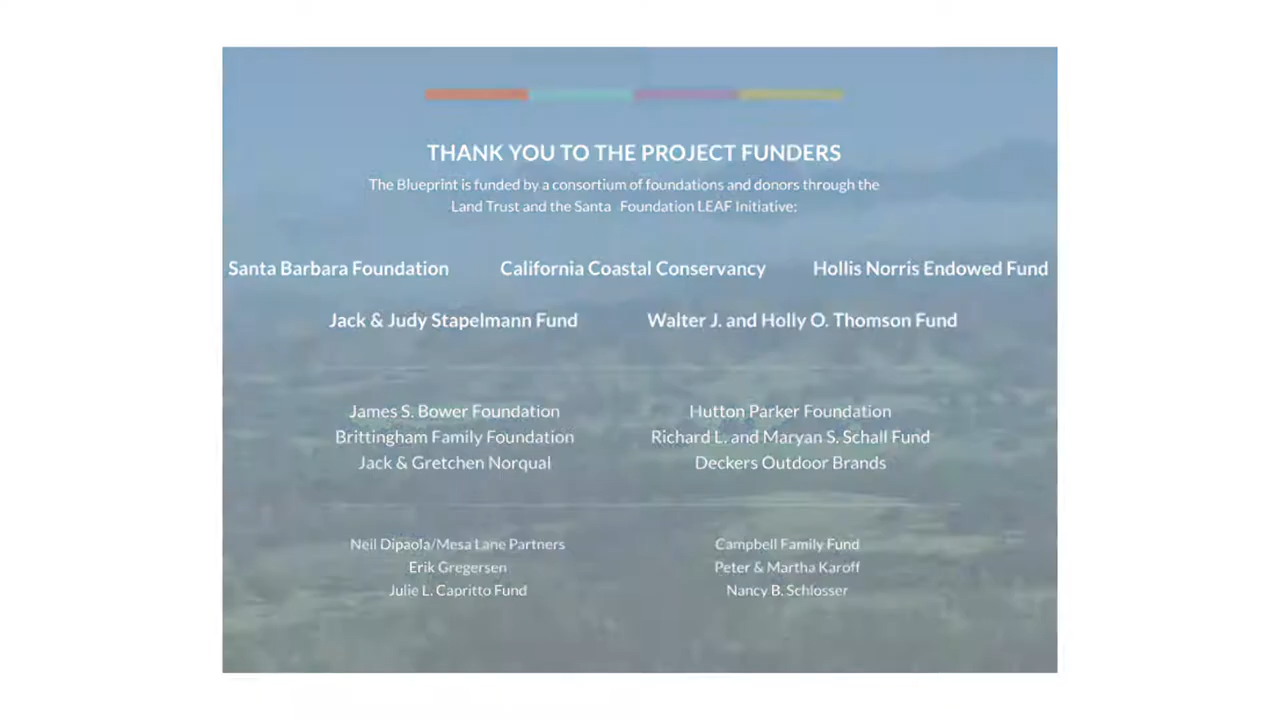 THANK YOU TO THE PROJECT FUNDERS
The Blueprint is funded by a consortium of foundations and donors through the
Land Trust and the Santa Foundation LEAF Initiative:
Santa Barbara Foundation California Coastal Conservancy Hollis Norris Endowed Fund
Jack & Judy Stapelmann Fund Walter J. and Holly O. Thomson Fund
James S. Bower Foundation Hutton Parker Foundation
Brittingham Family Foundation Richard L. and Maryan S. Schall Fund
Jack & Gretchen Norqual Deckers Outdoor Brands
Neil Dipaola/Mesa Lane Partners Campbell Family Fund
Erik Gregersen Peter & Martha Karoff
Julie L. Capritto Fund Nancy B. Schlosser